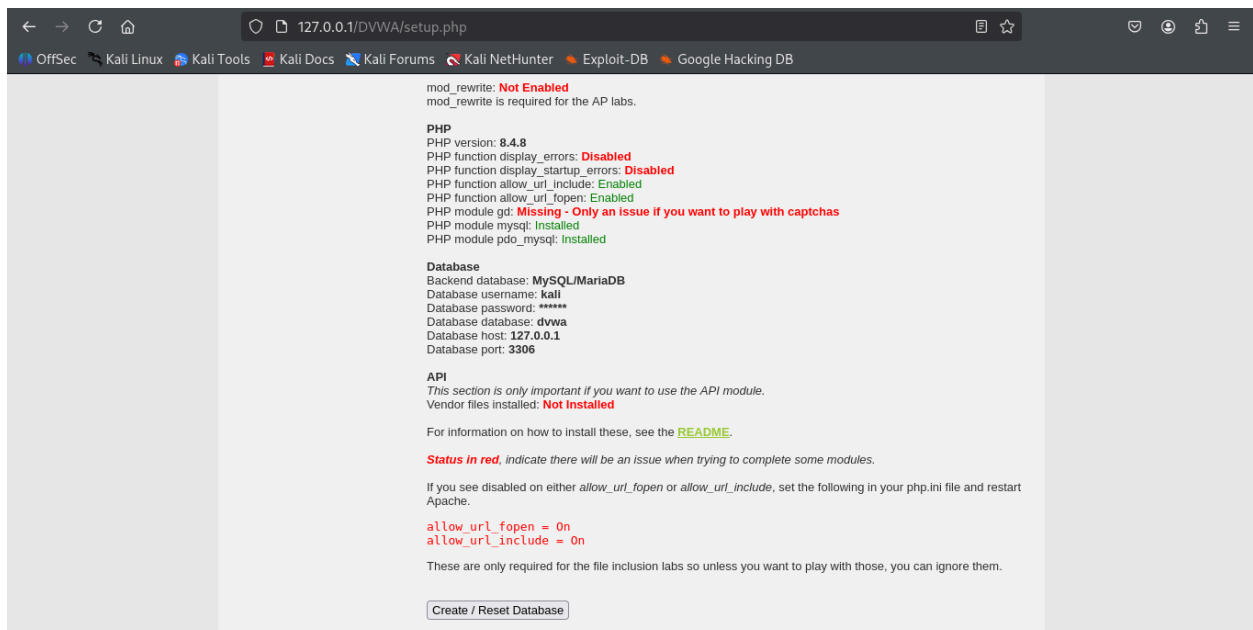 127.0.0.1/DVWA/setup.php
OffSec Kali Linux Kali Tools Kali Docs Kali Forums Kali NetHunter Exploit-DB Google Hacking DB
mod_rewrite: Not Enabled
mod_rewrite is required for the AP labs.
PHP
PHP version: 8.4.8
PHP function display_errors: Disabled
PHP function display_startup_errors: Disabled
PHP function allow_url_include: Enabled
PHP function allow_url_fopen: Enabled
PHP module gd: Missing - Only an issue if you want to play with captchas
PHP module mysql: Installed
PHP module pdo_mysql: Installed
Database
Backend database: MySQL/MariaDB
Database username: kali
Database password: ******
Database database: dvwa
Database host: 127.0.0.1
Database port: 3306
API
This section is only important if you want to use the API module.
Vendor files installed: Not Installed
For information on how to install these, see the README.
Status in red, indicate there will be an issue when trying to complete some modules.
If you see disabled on either allow_url_fopen or allow_url_include, set the following in your php.ini file and restart
Apache.
allow_url_fopen = On
allow_url_include = On
These are only required for the file inclusion labs so unless you want to play with those, you can ignore them.
Create / Reset Database